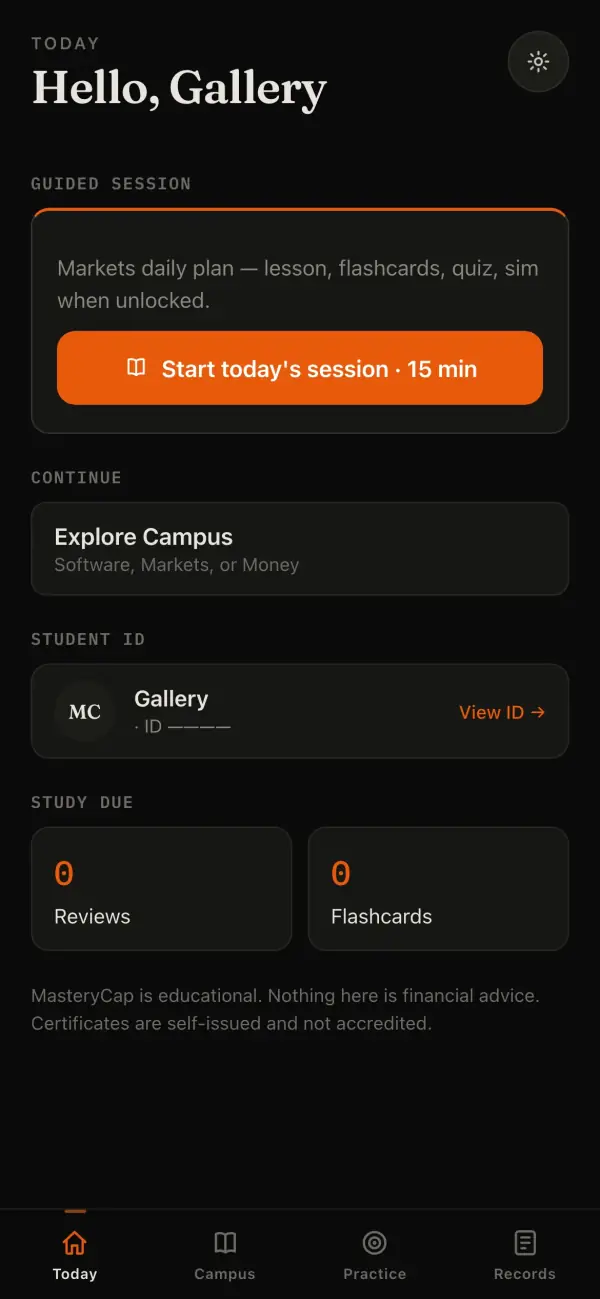 TODAY
Hello, Gallery
GUIDED SESSION
Markets daily plan — lesson, flashcards, quiz, sim
when unlocked.
Start today's session · 15 min
CONTINUE
Explore Campus
Software, Markets, or Money
STUDENT ID
MC
Gallery
· ID ————
View ID →
STUDY DUE
0
Reviews
0
Flashcards
MasteryCap is educational. Nothing here is financial advice.
Certificates are self-issued and not accredited.
Today
Campus
Practice
Records